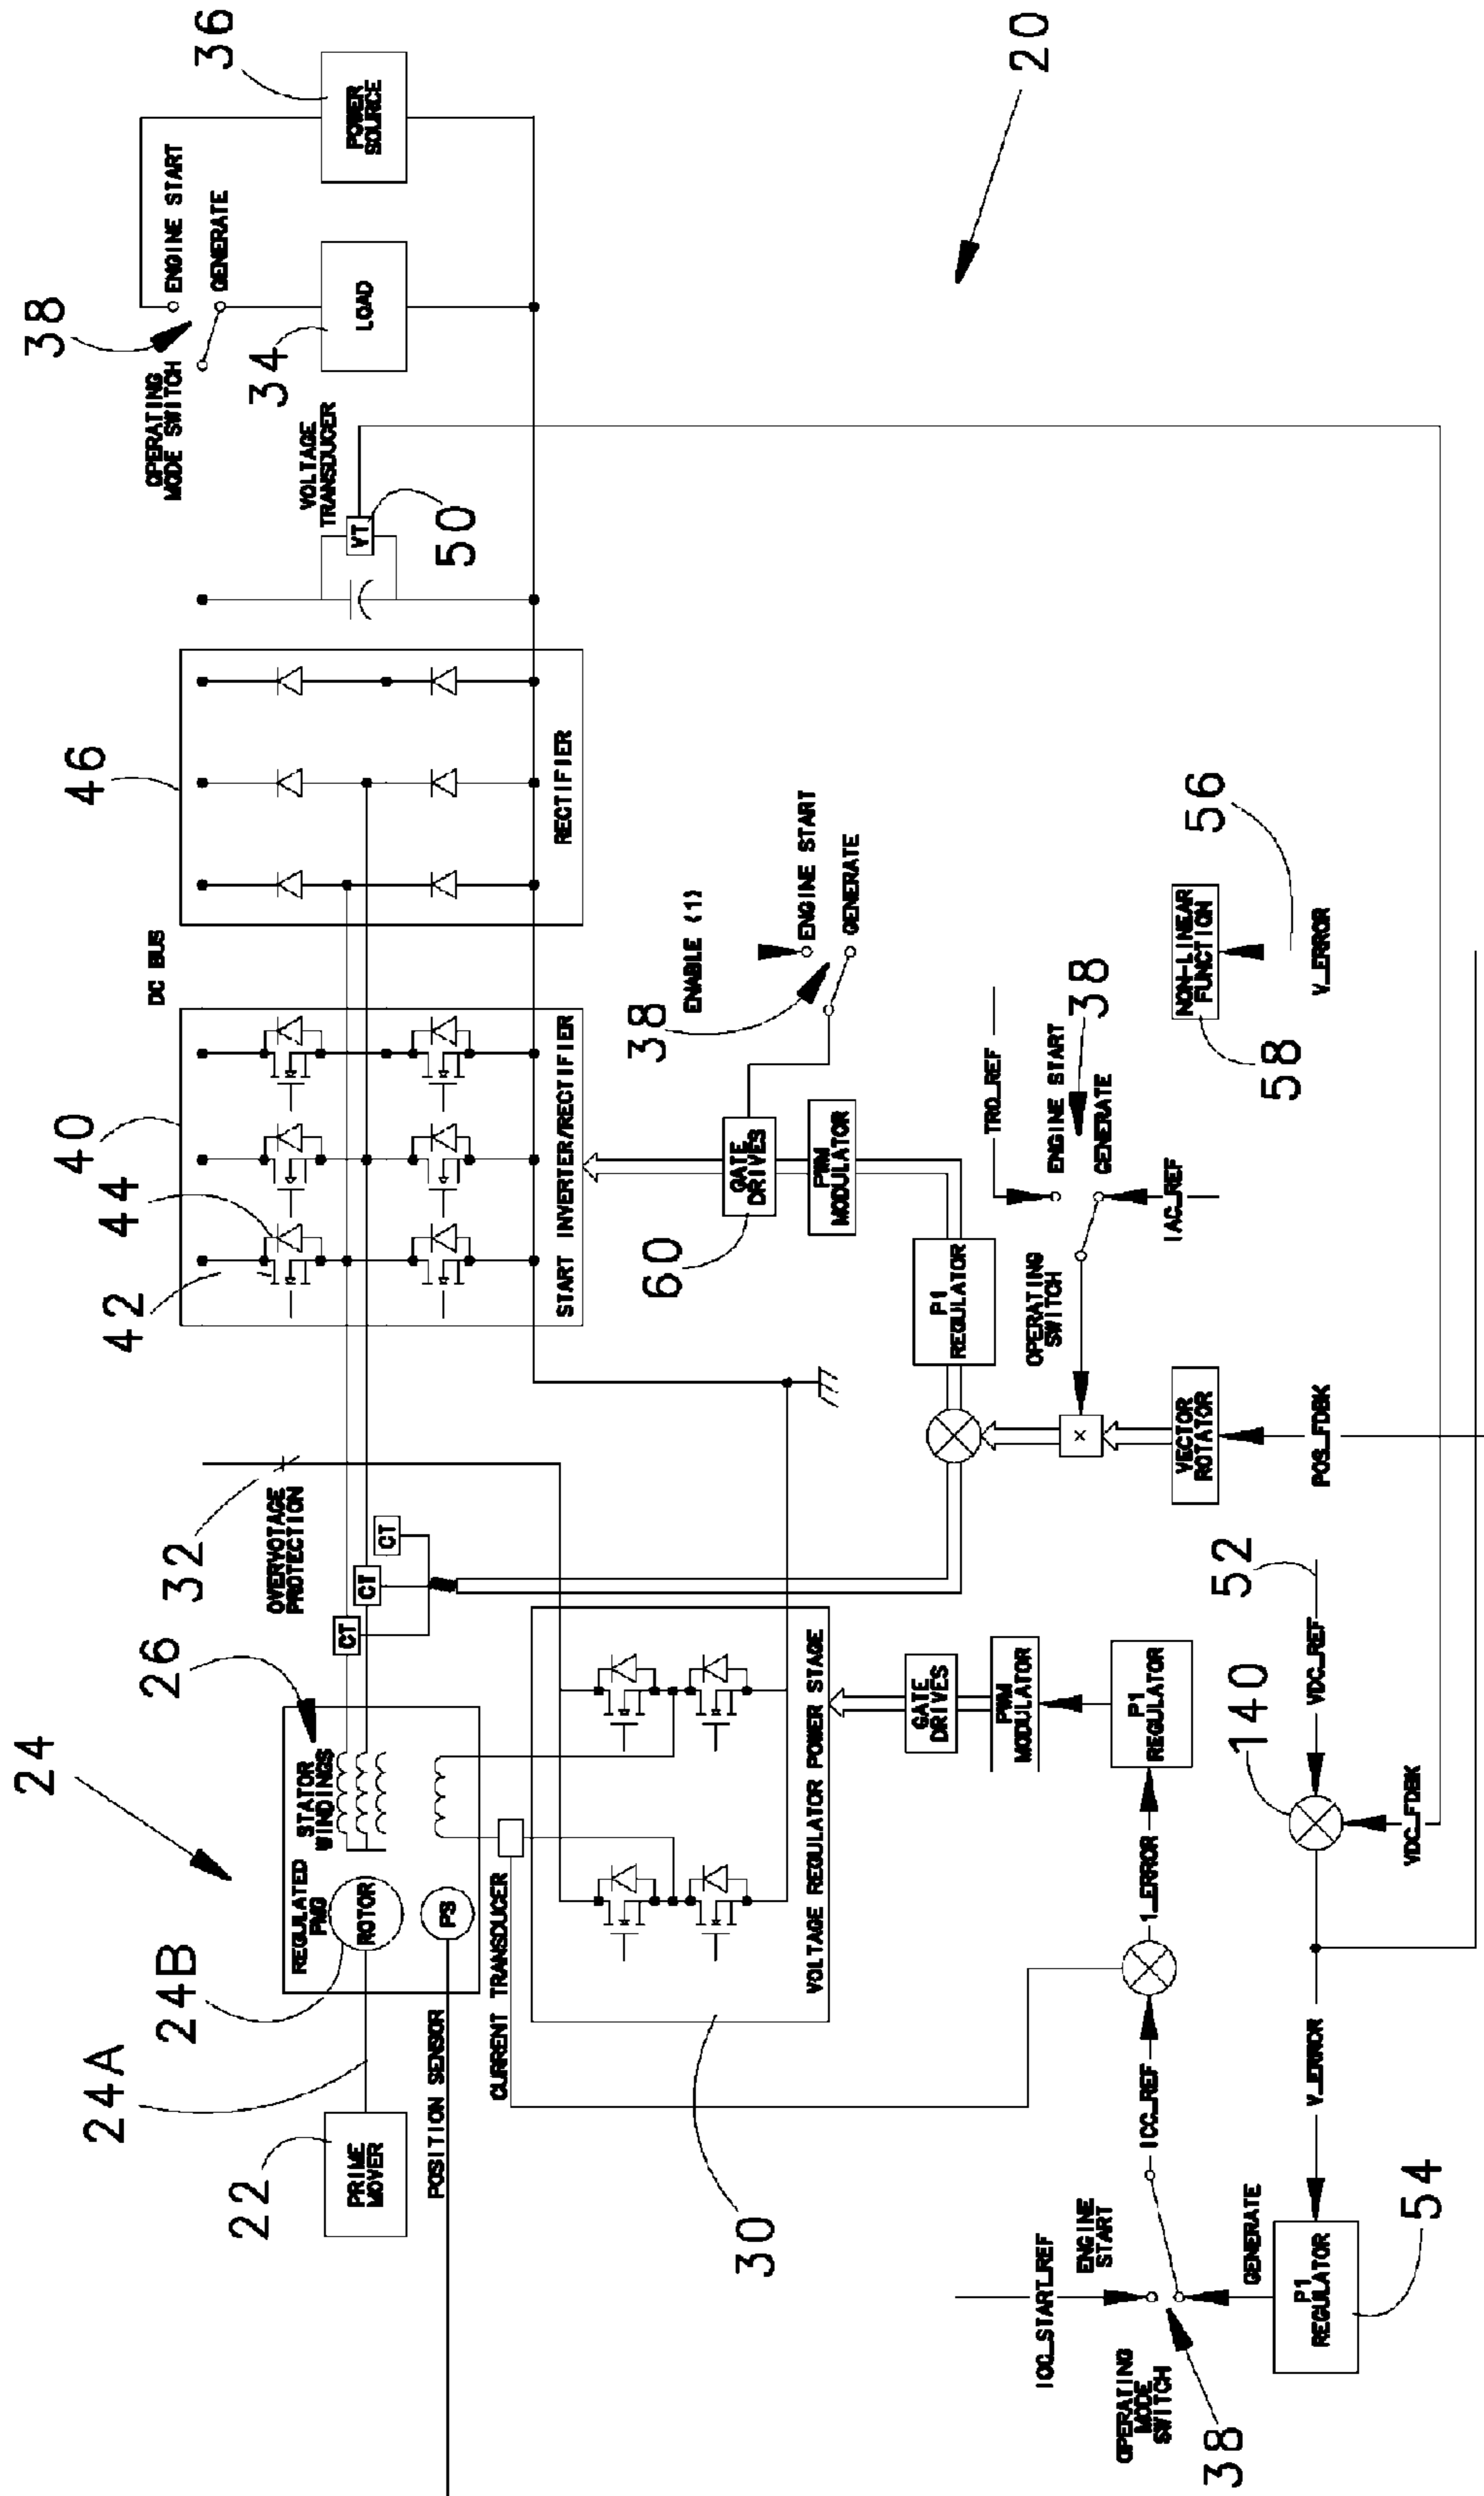 24
24A
24B
22
PRIME
MOVER
REGULATED
PMG
ROTOR
STATOR
WINDINGS
26
PS
POSITION SENSOR
CURRENT TRANSDUCER
CT
CT
CT
OVERVOTAGE
PROTECTION
32
30
VOLTAGE REGULATOR POWER STAGE
42
44
40
START INVERTER/RECTIFIER
DC BUS
46
RECTIFIER
VOLTAGE
TRANSDUCER
VT
50
OPERATING
MODE SWITCH
38
ENGINE START
GENERATE
34
LOAD
36
POWER
SOURCE
20
GATE
DRIVES
60
PWM
MODULATOR
38
ENABLE (1)
ENGINE START
GENERATE
P1
REGULATOR
TRQ_REF
ENGINE START
GENERATE
38
OPERATING
SWITCH
IAC_REF
X
VECTOR
ROTATOR
POS_FDBK
NON-LINEAR
FUNCTION
58
56
V_ERROR
GATE
DRIVES
PWM
MODULATOR
P1
REGULATOR
I_ERROR
ICC_REF
ICC_START_REF
ENGINE
START
OPERATING
MODE
SWITCH
38
GENERATE
P1
REGULATOR
54
V_ERROR
140
VDC_REF
52
VDC_FDBK